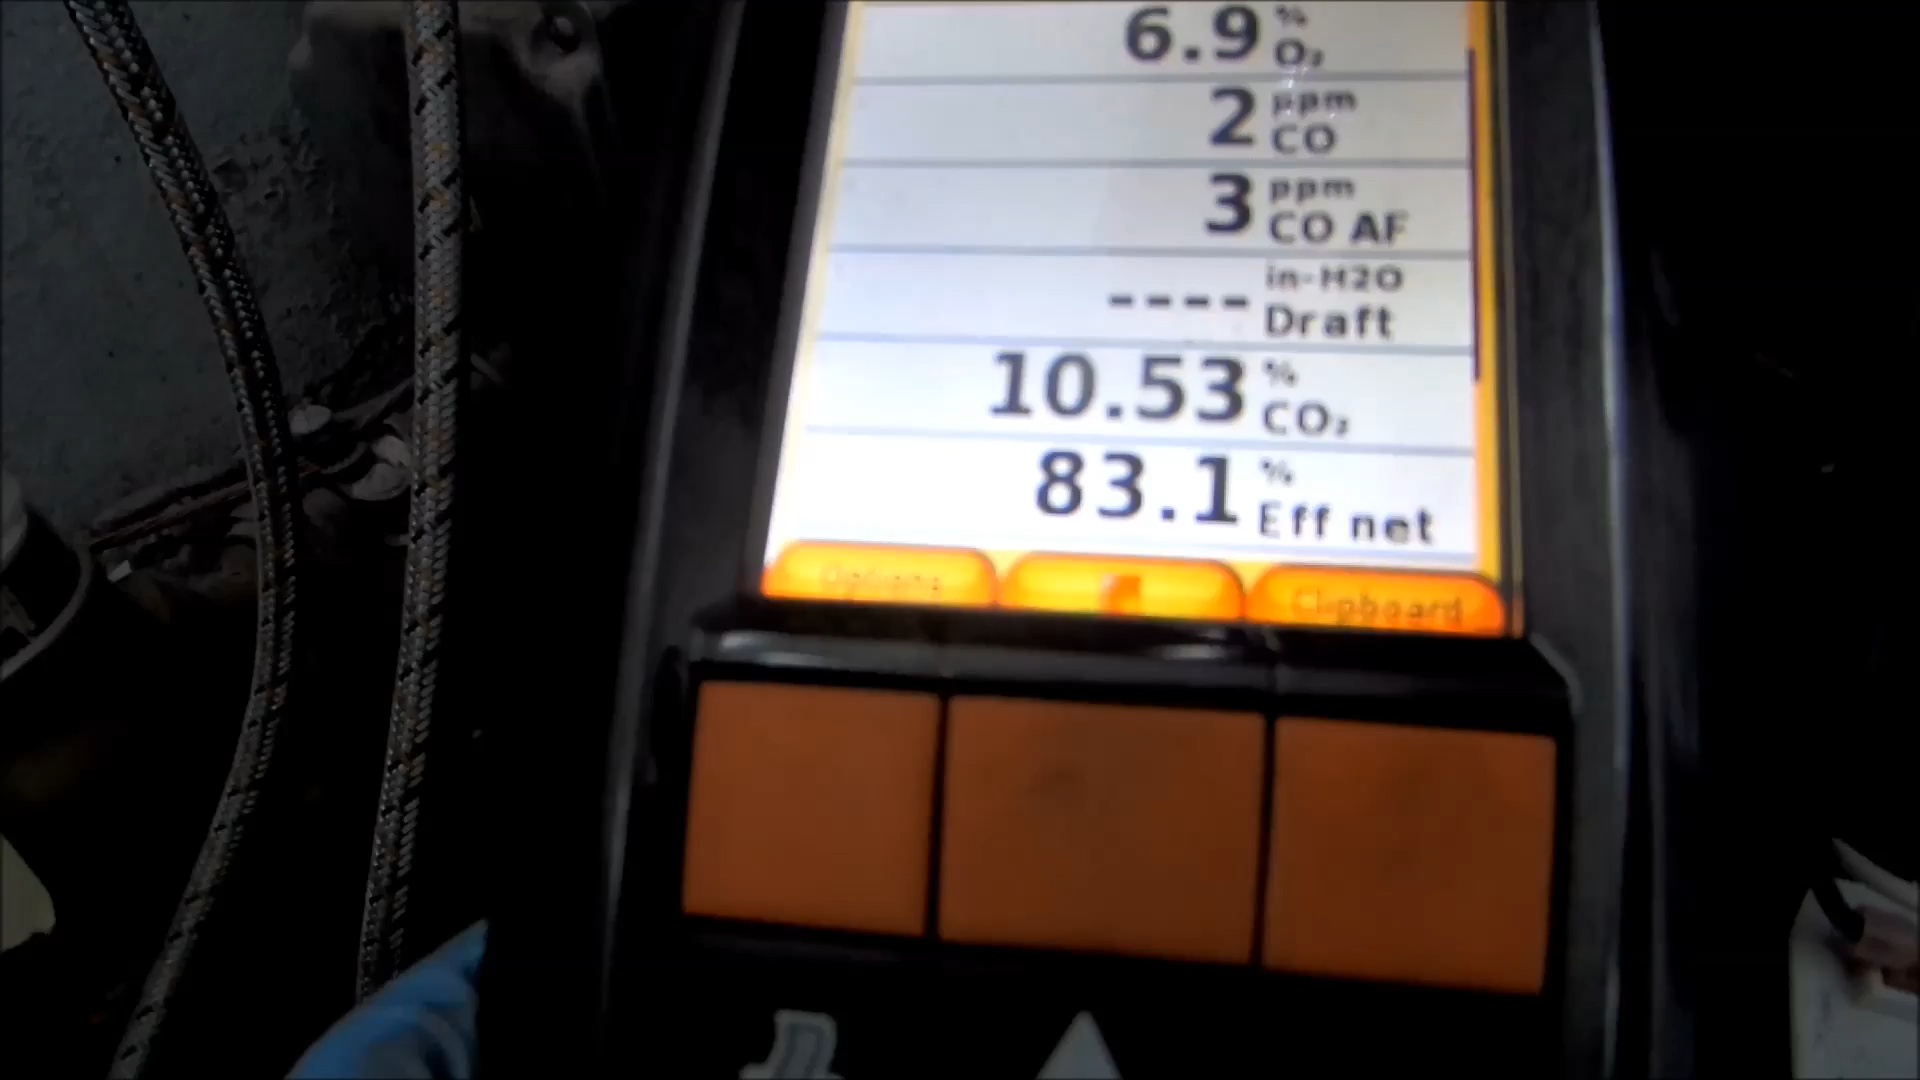 6.9 % O₂
2 ppm CO
3 ppm CO AF
---- in-H2O Draft
10.53 % CO₂
83.1 % Eff net
Options Clipboard